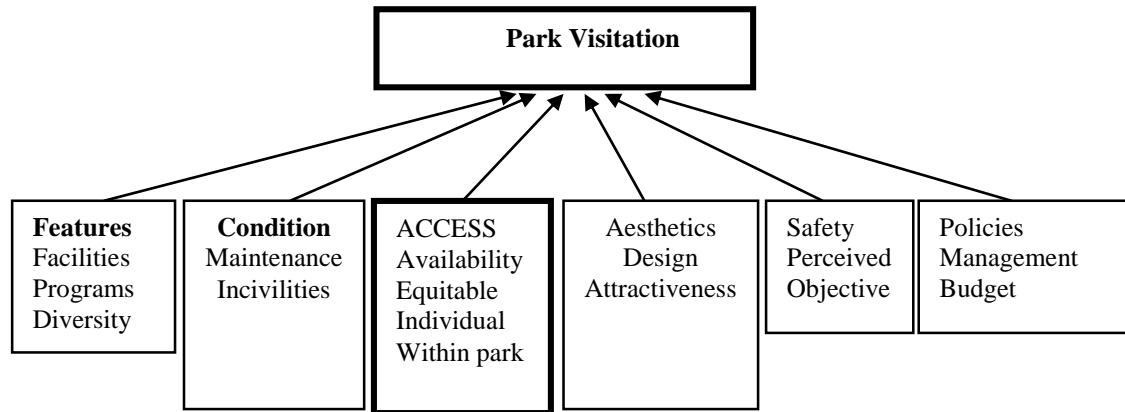 Park Visitation
Features
Facilities
Programs
Diversity
Condition
Maintenance
Incivilities
ACCESS
Availability
Equitable
Individual
Within park
Aesthetics
Design
Attractiveness
Safety
Perceived
Objective
Policies
Management
Budget